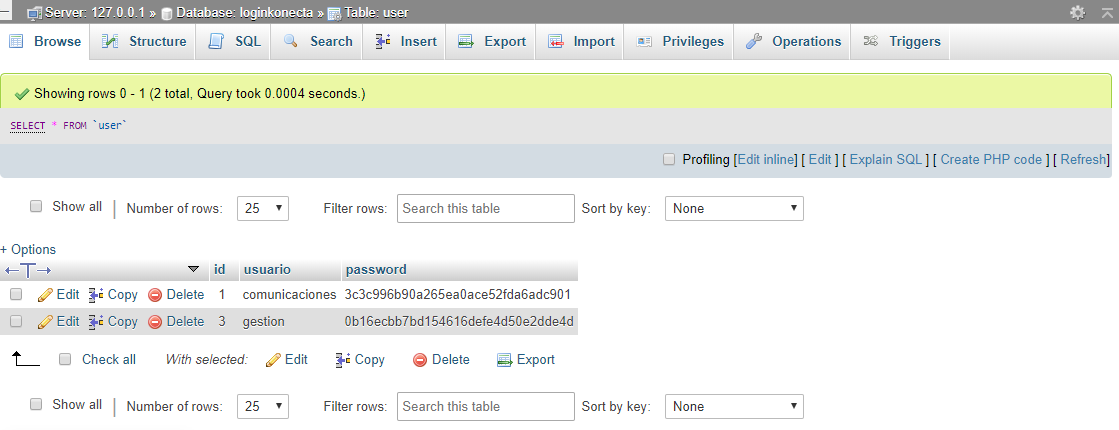 Server: 127.0.0.1 » Database: loginkonecta » Table: user
Browse Structure SQL Search Insert Export Import Privileges Operations Triggers
Showing rows 0 - 1 (2 total, Query took 0.0004 seconds.)
SELECT * FROM `user`
Profiling [Edit inline] [ Edit ] [ Explain SQL ] [ Create PHP code ] [ Refresh]
Show all | Number of rows: 25 Filter rows: Search this table Sort by key: None
+ Options
←T→ id usuario password
Edit Copy Delete 1 comunicaciones 3c3c996b90a265ea0ace52fda6adc901
Edit Copy Delete 3 gestion 0b16ecbb7bd154616defe4d50e2dde4d
Check all With selected: Edit Copy Delete Export
Show all | Number of rows: 25 Filter rows: Search this table Sort by key: None